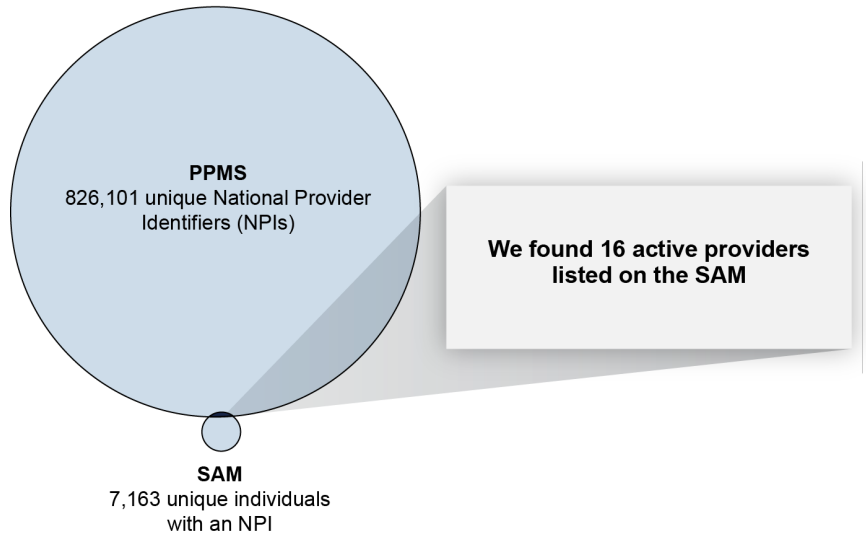 PPMS
826,101 unique National Provider
Identifiers (NPIs)
We found 16 active providers
listed on the SAM
SAM
7,163 unique individuals
with an NPI